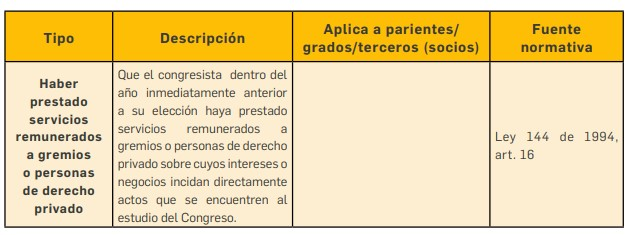 Tipo
Descripción
Aplica a parientes/
grados/terceros (socios)
Fuente
normativa
Haber
prestado
servicios
remunerados
a gremios
o personas
de derecho
privado
Que el congresista dentro del
año inmediatamente anterior
a su elección haya prestado
servicios remunerados a
gremios o personas de derecho
privado sobre cuyos intereses o
negocios incidan directamente
actos que se encuentren al
estudio del Congreso.
Ley 144 de 1994,
art. 16